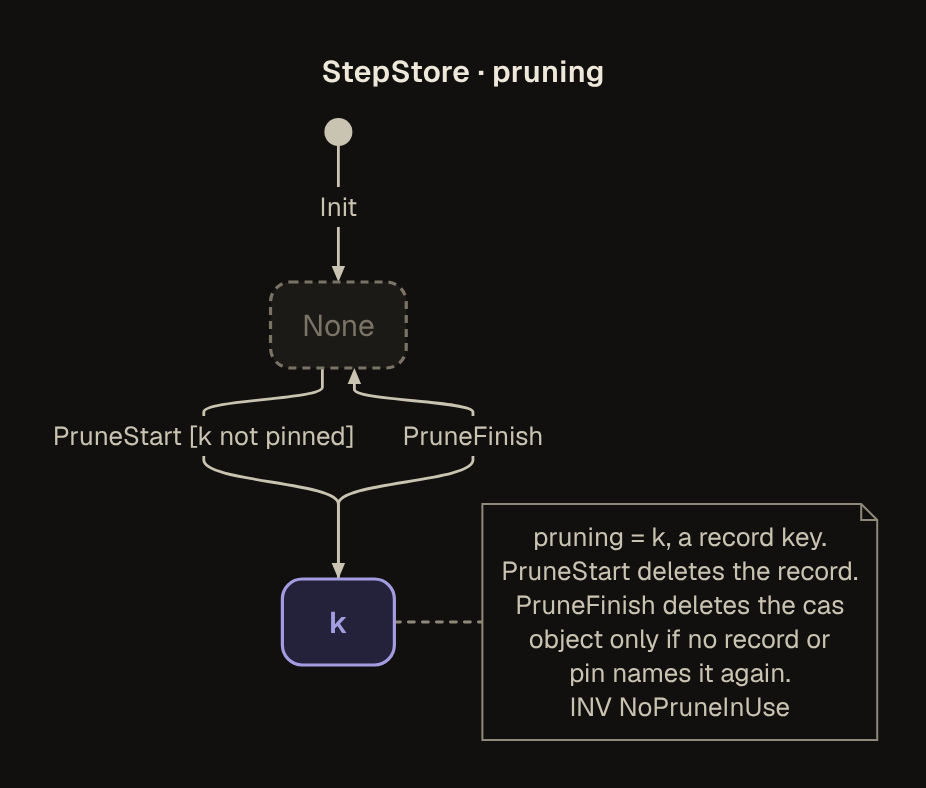 StepStore · pruning
Init
None
PruneStart [k not pinned]
PruneFinish
pruning = k, a record key.
PruneStart deletes the record.
PruneFinish deletes the cas
object only if no record or
pin names it again.
INV NoPruneInUse
k